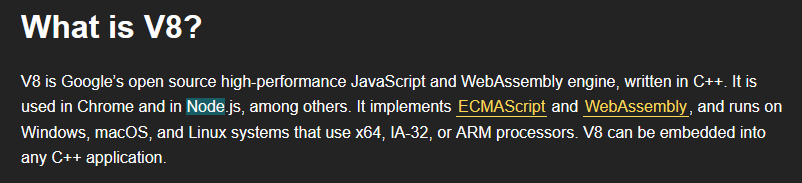 What is V8?
V8 is Google’s open source high-performance JavaScript and WebAssembly engine, written in C++. It is
used in Chrome and in Node.js, among others. It implements ECMAScript and WebAssembly, and runs on
Windows, macOS, and Linux systems that use x64, IA-32, or ARM processors. V8 can be embedded into
any C++ application.